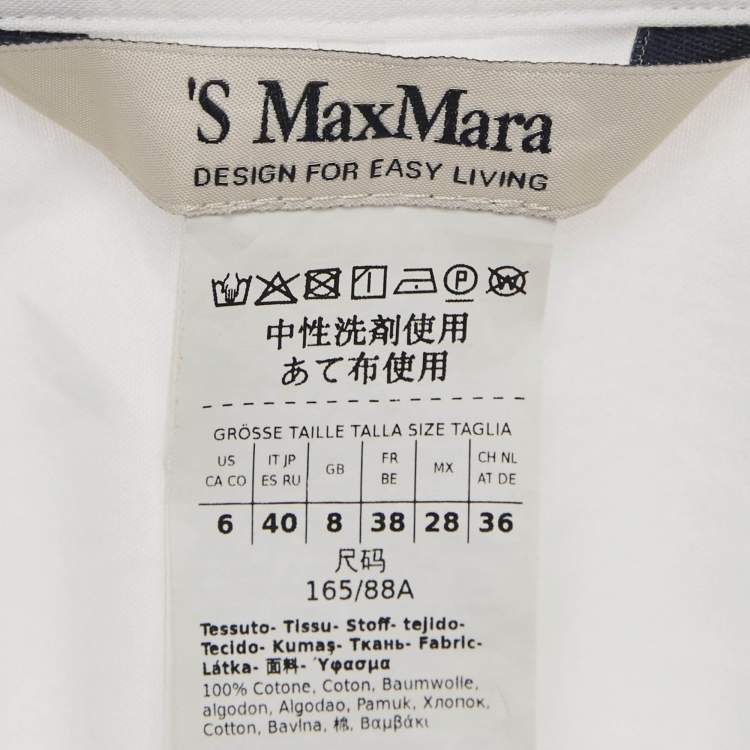 'S MaxMara
DESIGN FOR EASY LIVING
P W
中性洗剤使用
あて布使用
GRÖSSE TAILLE TALLA SIZE TAGLIA
US IT JP GB FR MX CH NL
CA CO ES RU BE AT DE
6 40 8 38 28 36
尺码
165/88A
Tessuto- Tissu- Stoff- tejido-
Tecido- Kumaş- Ткань- Fabric-
Látka- 面料- Ύφασμα
100% Cotone, Coton, Baumwolle,
algodon, Algodao, Pamuk, Хлопок,
Cotton, Bavlna, 棉, Βαμβάκι